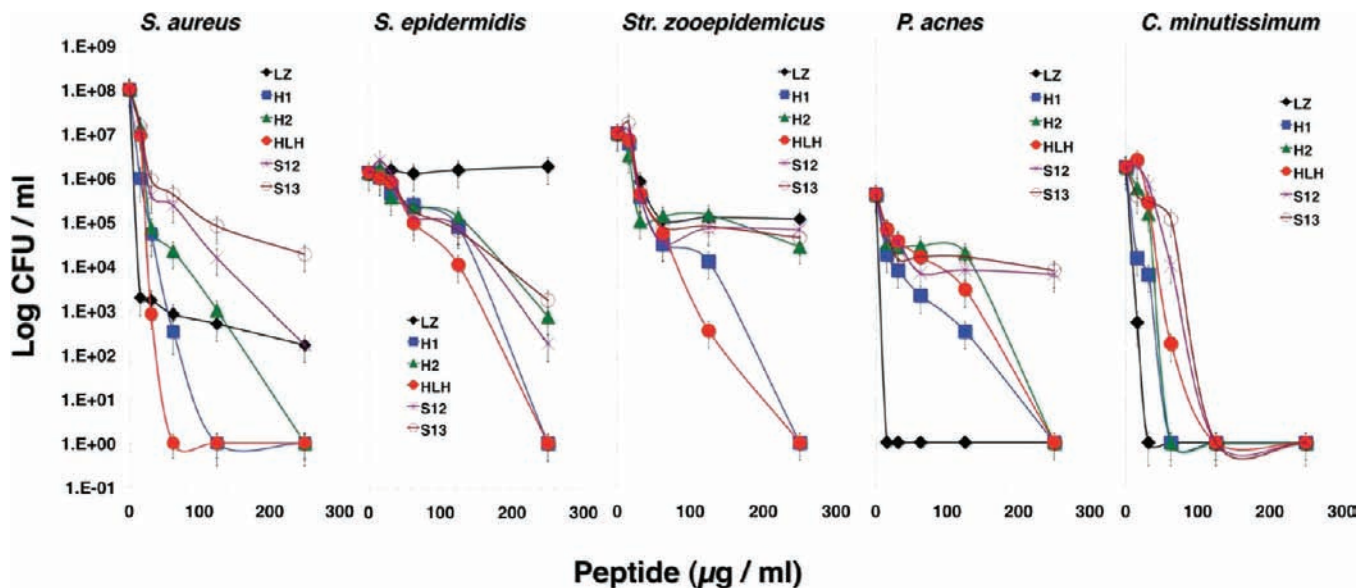 S. aureus
S. epidermidis
Str. zooepidemicus
P. acnes
C. minutissimum
Log CFU / ml
1.E+09
1.E+08
1.E+07
1.E+06
1.E+05
1.E+04
1.E+03
1.E+02
1.E+01
1.E+00
1.E-01
LZ
H1
H2
HLH
S12
S13
LZ
H1
H2
HLH
S12
S13
LZ
H1
H2
HLH
S12
S13
LZ
H1
H2
HLH
S12
S13
LZ
H1
H2
HLH
S12
S13
0 100 200 300
0 100 200 300
0 100 200 300
0 100 200 300
0 100 200 300
Peptide (µg / ml)